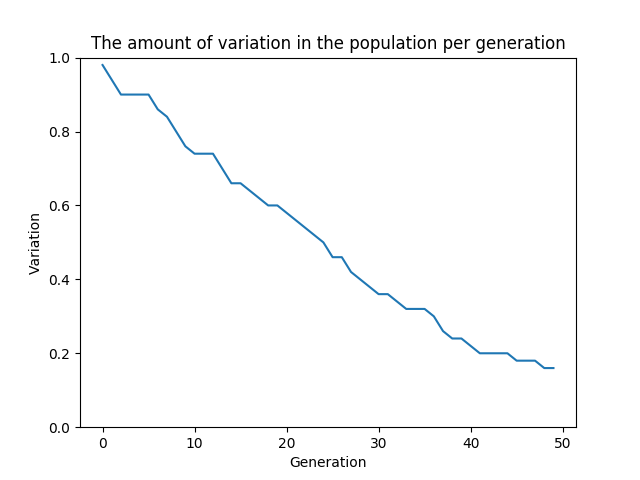 The amount of variation in the population per generation
1.0
0.8
0.6
0.4
0.2
0.0
Variation
0 10 20 30 40 50
Generation